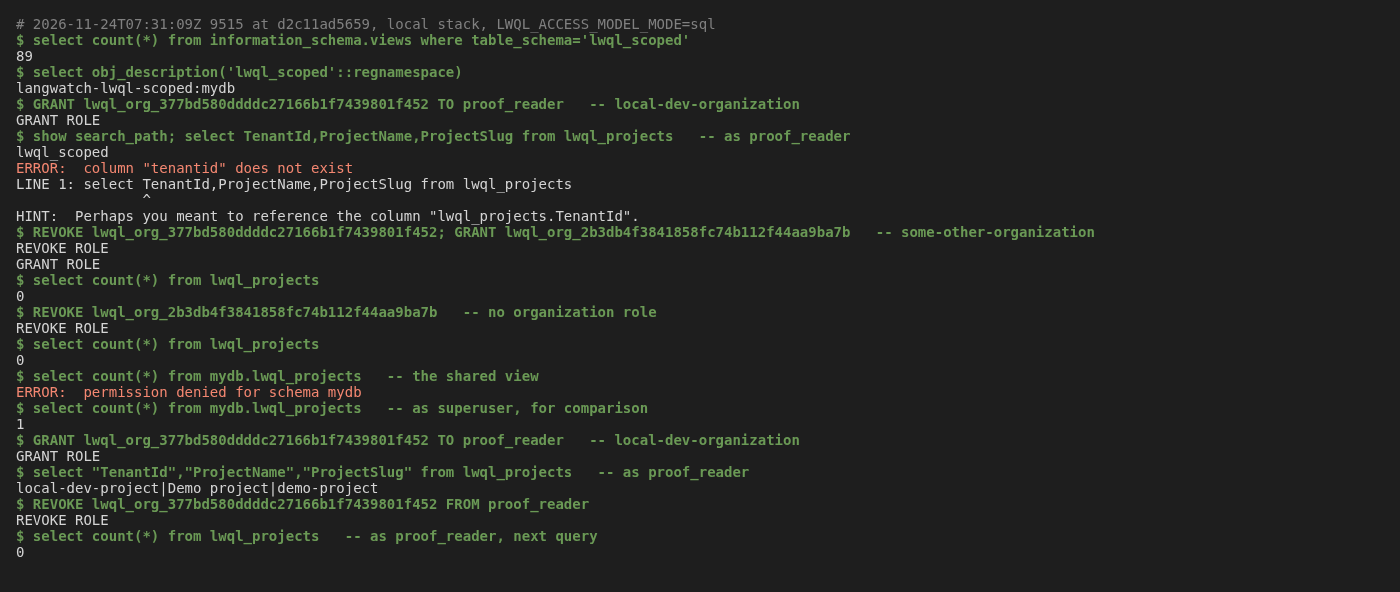 # 2026-11-24T07:31:09Z 9515 at d2c11ad5659, local stack, LWQL_ACCESS_MODEL_MODE=sql
$ select count(*) from information_schema.views where table_schema='lwql_scoped'
89
$ select obj_description('lwql_scoped'::regnamespace)
langwatch-lwql-scoped:mydb
$ GRANT lwql_org_377bd580ddddc27166b1f7439801f452 TO proof_reader   -- local-dev-organization
GRANT ROLE
$ show search_path; select TenantId,ProjectName,ProjectSlug from lwql_projects   -- as proof_reader
lwql_scoped
ERROR:  column "tenantid" does not exist
LINE 1: select TenantId,ProjectName,ProjectSlug from lwql_projects
               ^
HINT:  Perhaps you meant to reference the column "lwql_projects.TenantId".
$ REVOKE lwql_org_377bd580ddddc27166b1f7439801f452; GRANT lwql_org_2b3db4f3841858fc74b112f44aa9ba7b   -- some-other-organization
REVOKE ROLE
GRANT ROLE
$ select count(*) from lwql_projects
0
$ REVOKE lwql_org_2b3db4f3841858fc74b112f44aa9ba7b   -- no organization role
REVOKE ROLE
$ select count(*) from lwql_projects
0
$ select count(*) from mydb.lwql_projects   -- the shared view
ERROR:  permission denied for schema mydb
$ select count(*) from mydb.lwql_projects   -- as superuser, for comparison
1
$ GRANT lwql_org_377bd580ddddc27166b1f7439801f452 TO proof_reader   -- local-dev-organization
GRANT ROLE
$ select "TenantId","ProjectName","ProjectSlug" from lwql_projects   -- as proof_reader
local-dev-project|Demo project|demo-project
$ REVOKE lwql_org_377bd580ddddc27166b1f7439801f452 FROM proof_reader
REVOKE ROLE
$ select count(*) from lwql_projects   -- as proof_reader, next query
0